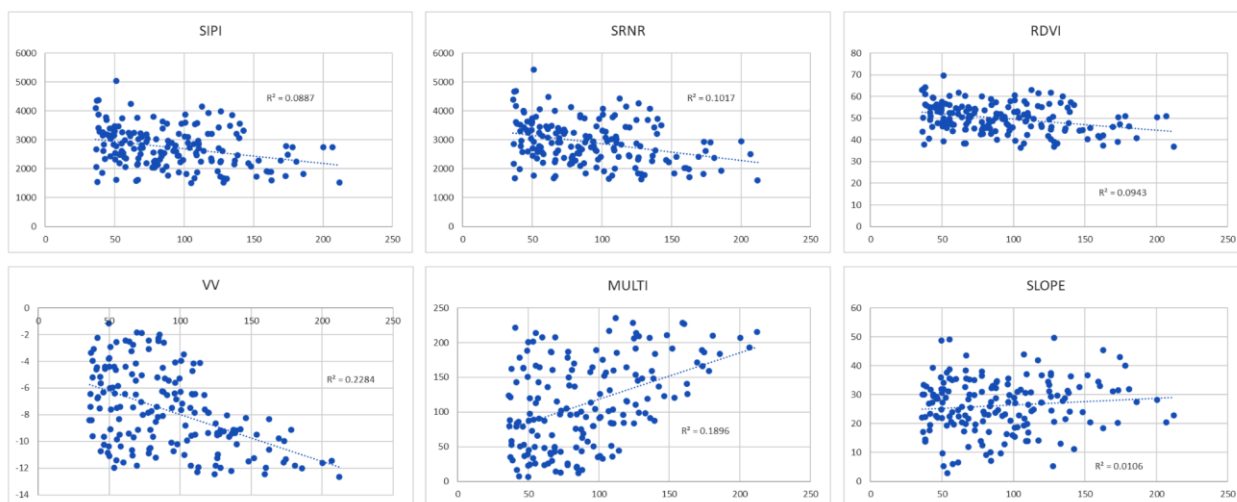 SIPI
6000
5000
4000
3000
2000
1000
0
R² = 0.0887
0 50 100 150 200 250
SRNR
6000
5000
4000
3000
2000
1000
0
R² = 0.1017
0 50 100 150 200 250
RDVI
80
70
60
50
40
30
20
10
0
R² = 0.0943
0 50 100 150 200 250
VV
0 50 100 150 200 250
0
-2
-4
-6
-8
-10
-12
-14
R² = 0.2284
MULTI
250
200
150
100
50
0
R² = 0.1896
0 50 100 150 200 250
SLOPE
60
50
40
30
20
10
0
R² = 0.0106
0 50 100 150 200 250